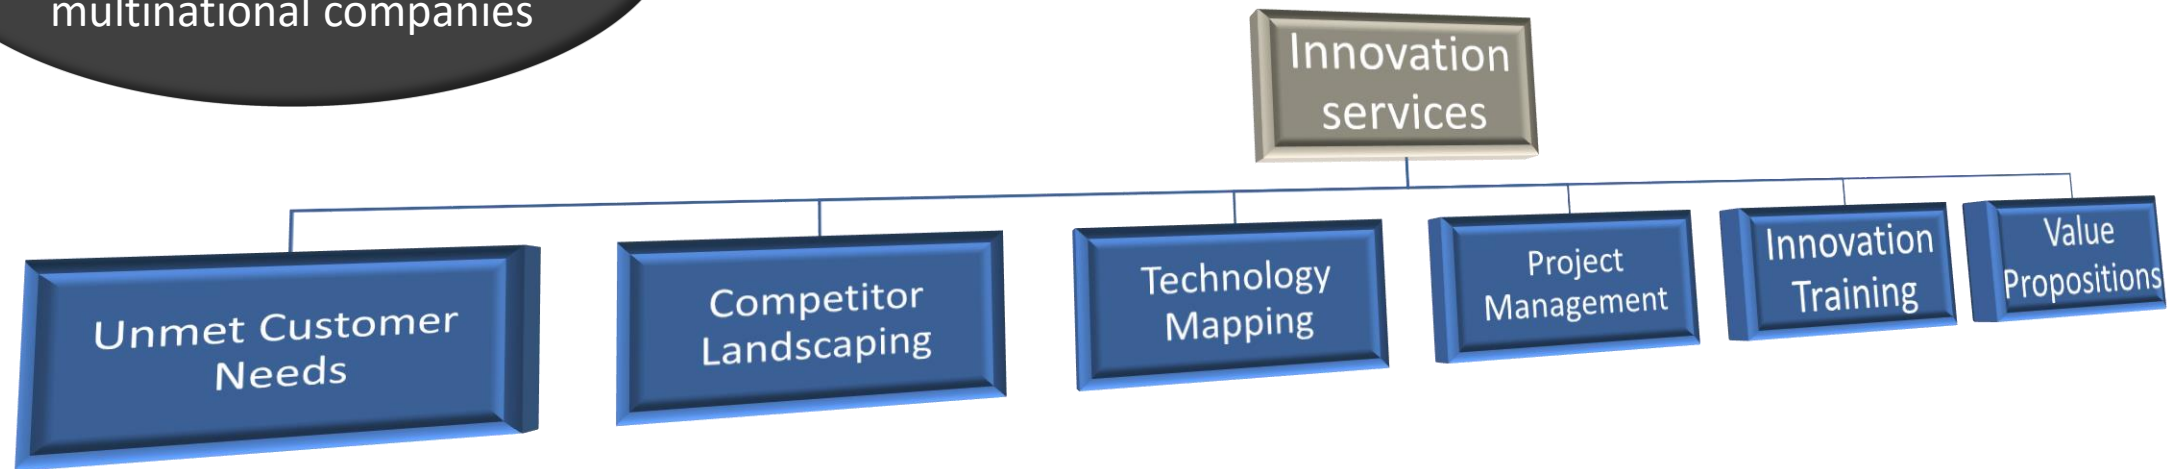 multinational companies
Innovation
services
Unmet Customer
Needs
Competitor
Landscaping
Technology
Mapping
Project
Management
Innovation
Training
Value
Propositions